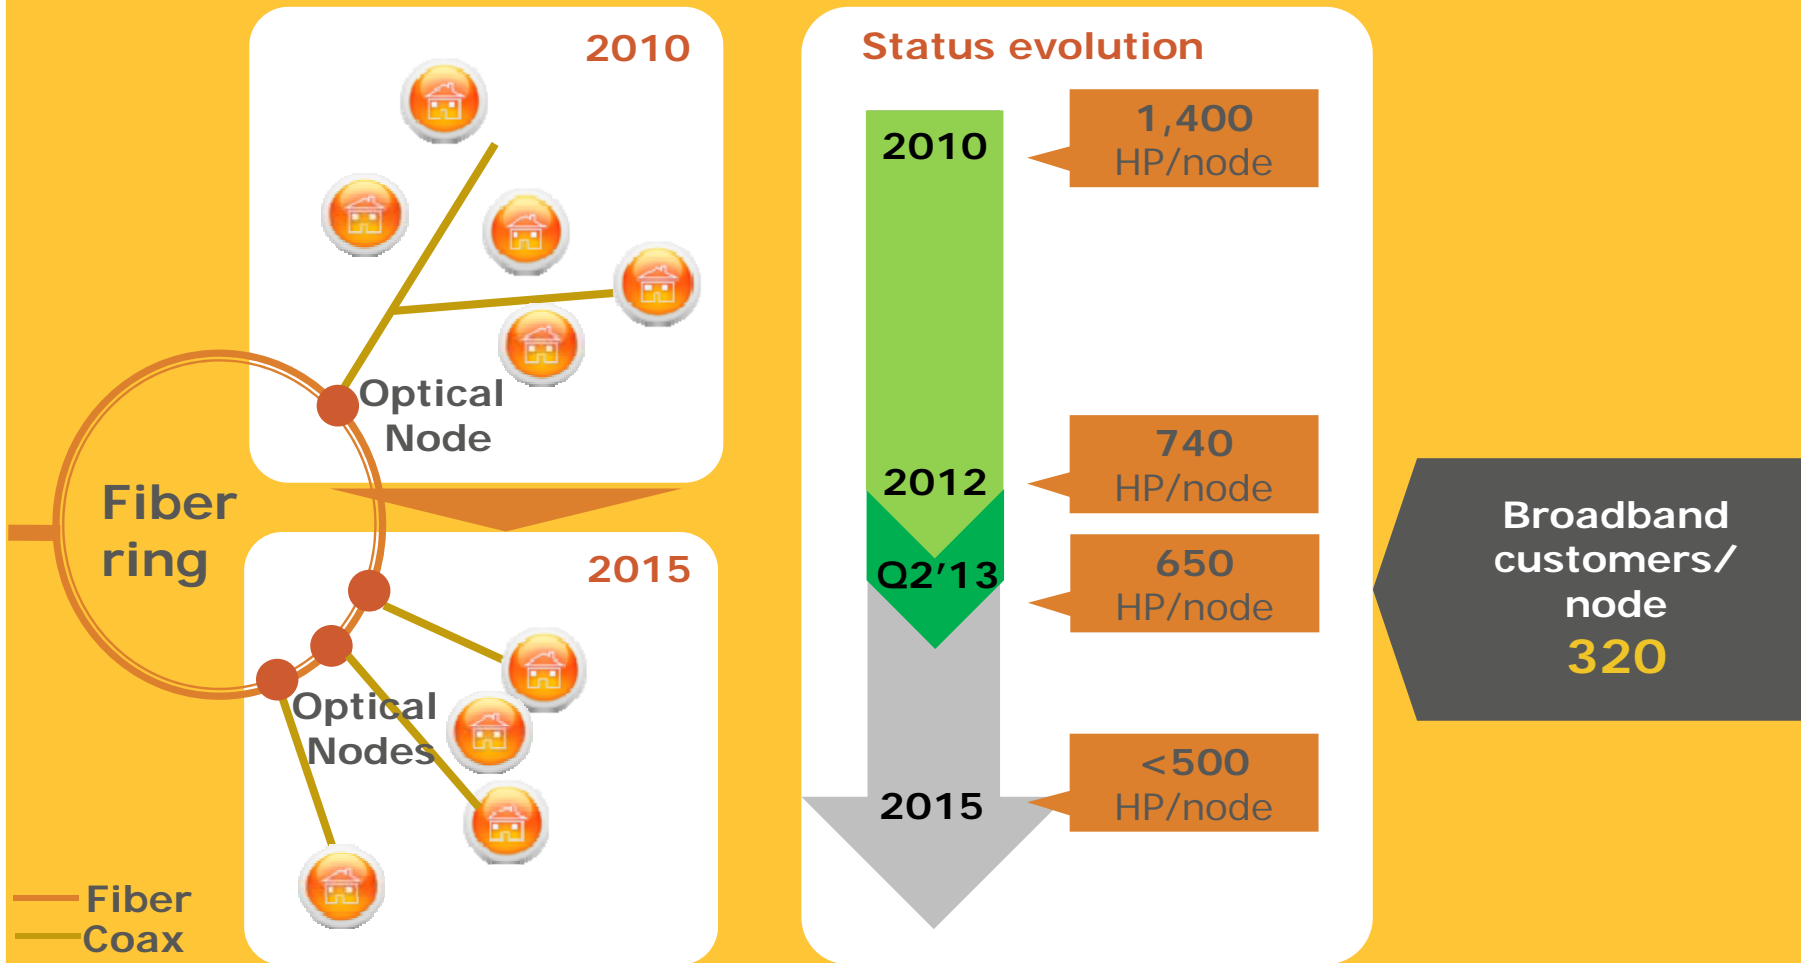 2010
Optical
Node
Fiber
ring
2015
Optical
Nodes
Fiber
Coax
Status evolution
2010
1,400
HP/node
2012
740
HP/node
Q2'13
650
HP/node
2015
<500
HP/node
Broadband
customers/
node
320